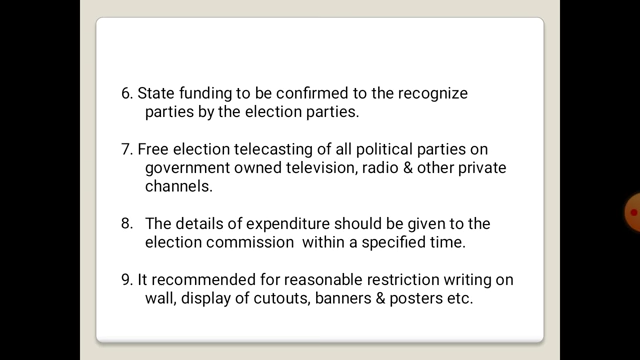 6. State funding to be confirmed to the recognize
parties by the election parties.
7. Free election telecasting of all political parties on
government owned television, radio & other private
channels.
8. The details of expenditure should be given to the
election commission within a specified time.
9. It recommended for reasonable restriction writing on
wall, display of cutouts, banners & posters etc.